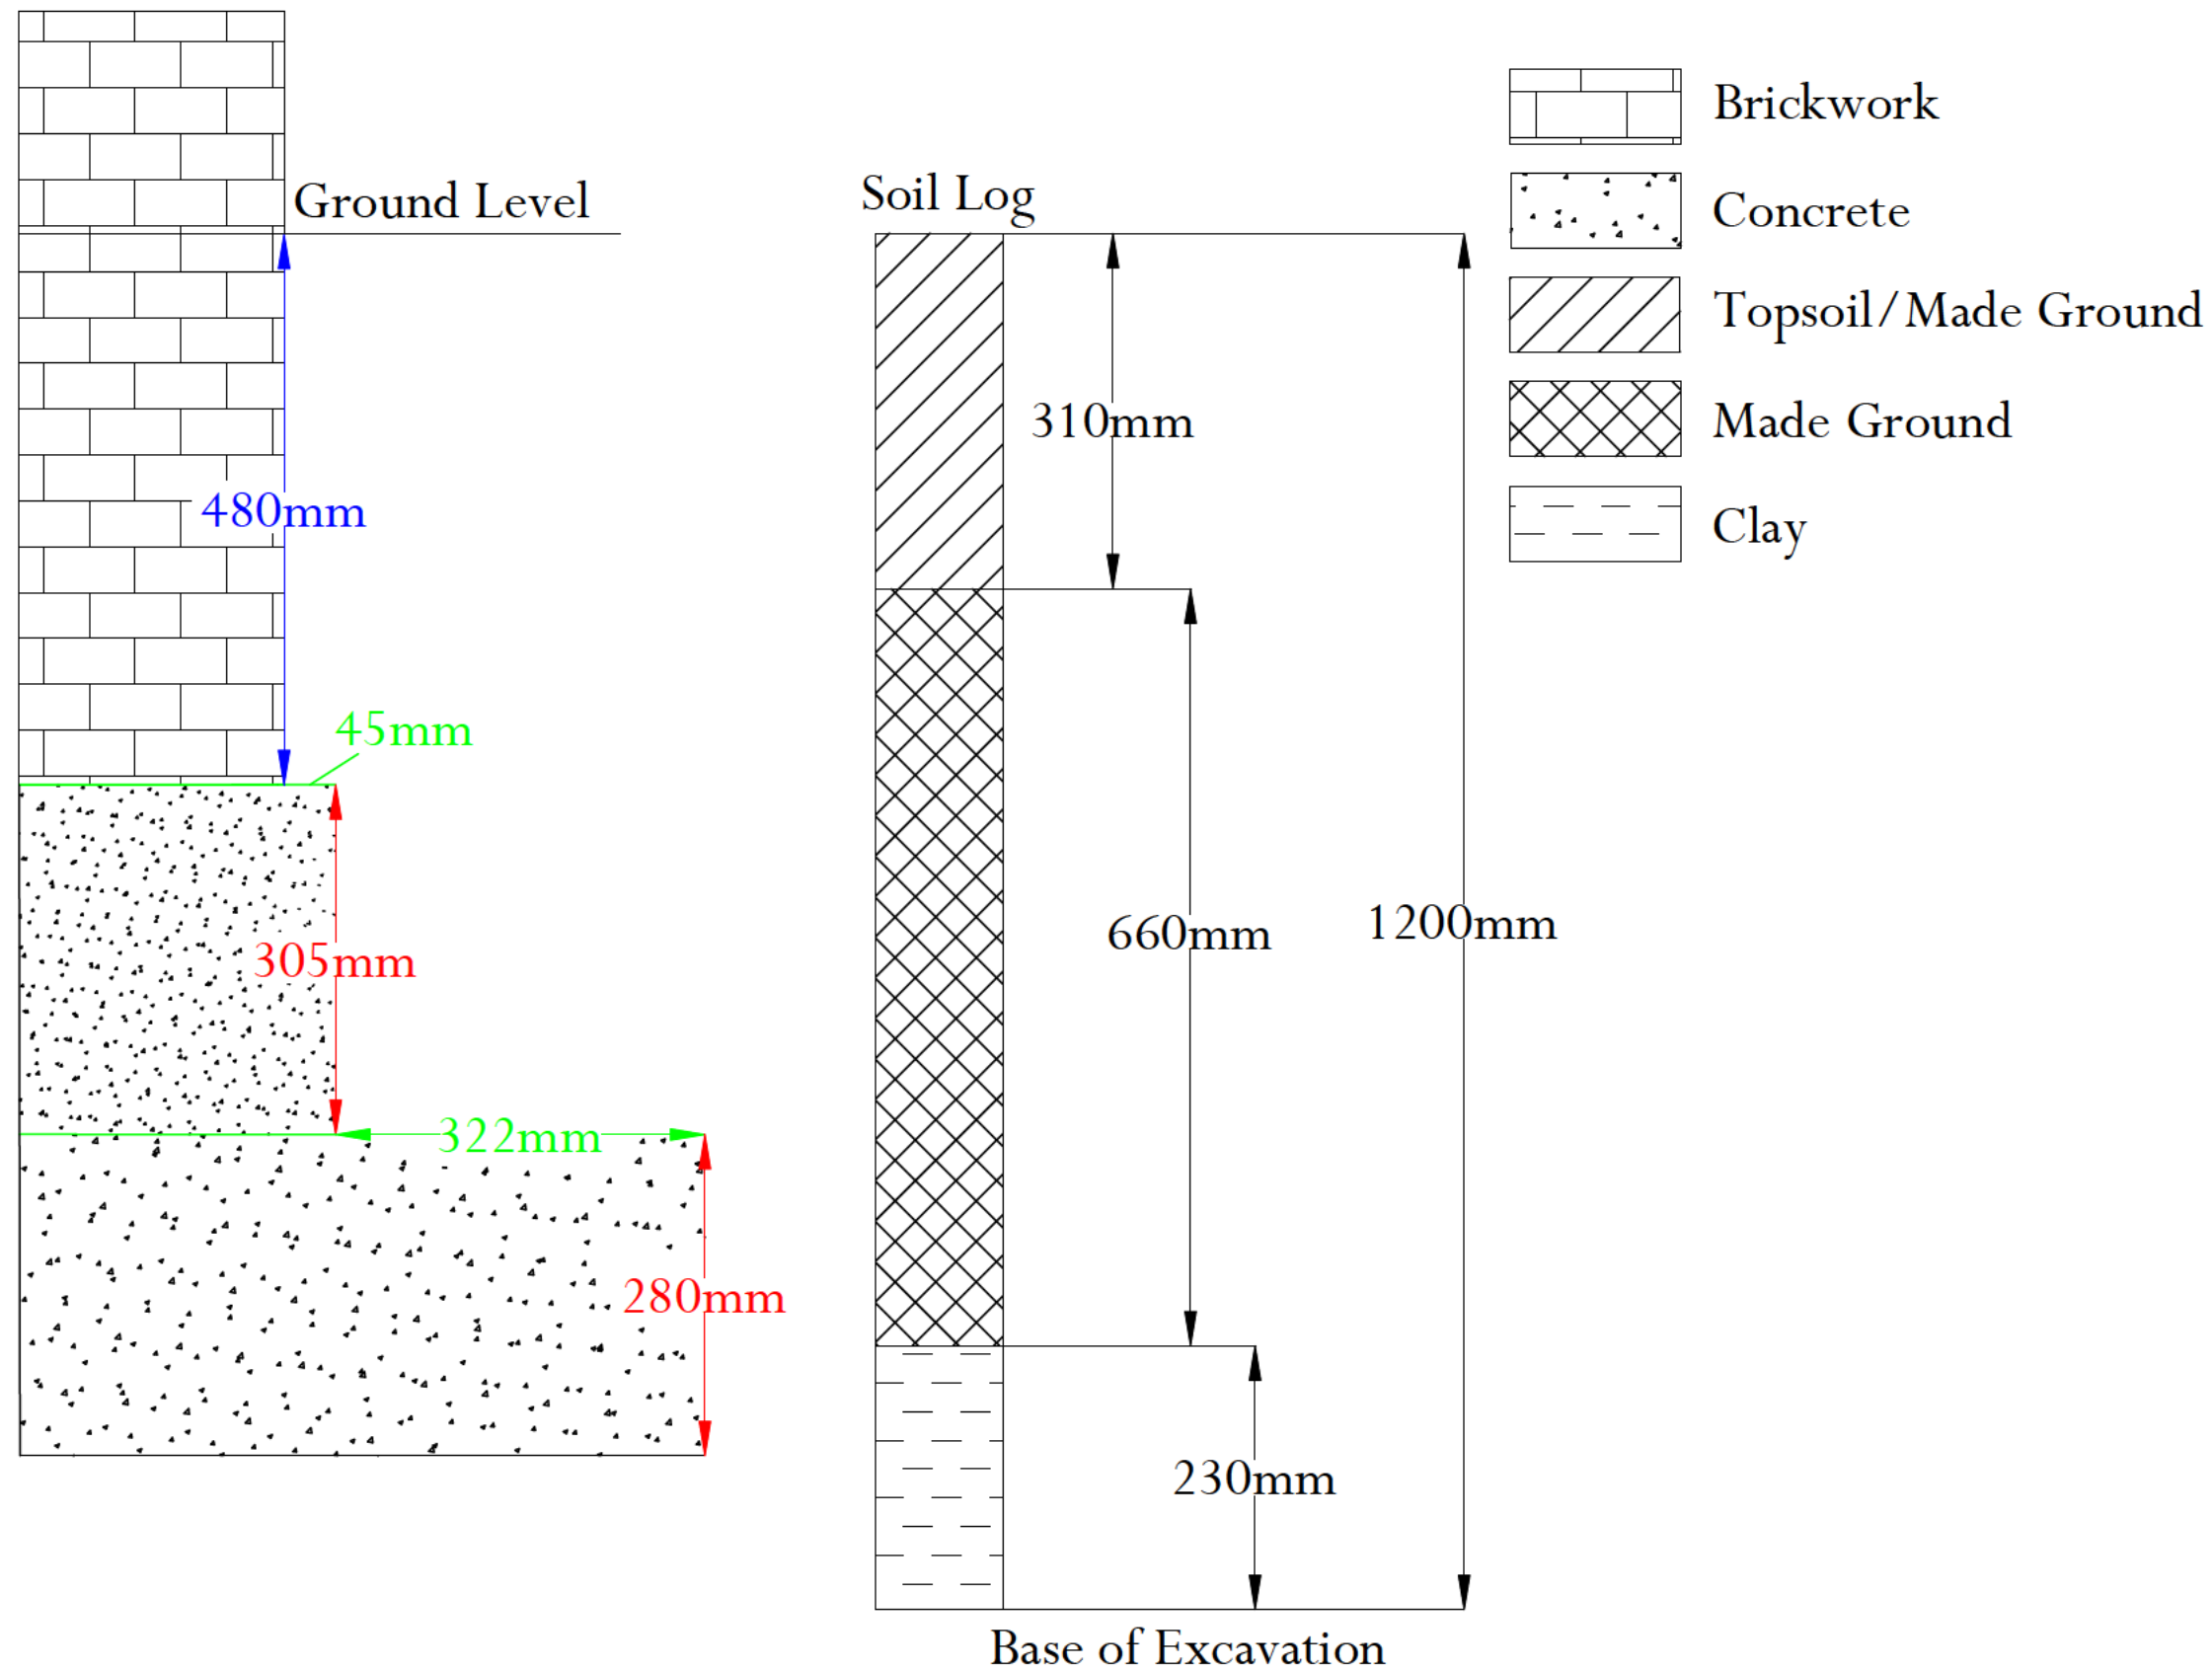 Ground Level
480mm
45mm
305mm
322mm
280mm
Soil Log
310mm
660mm
1200mm
230mm
Base of Excavation
Brickwork
Concrete
Topsoil/Made Ground
Made Ground
Clay